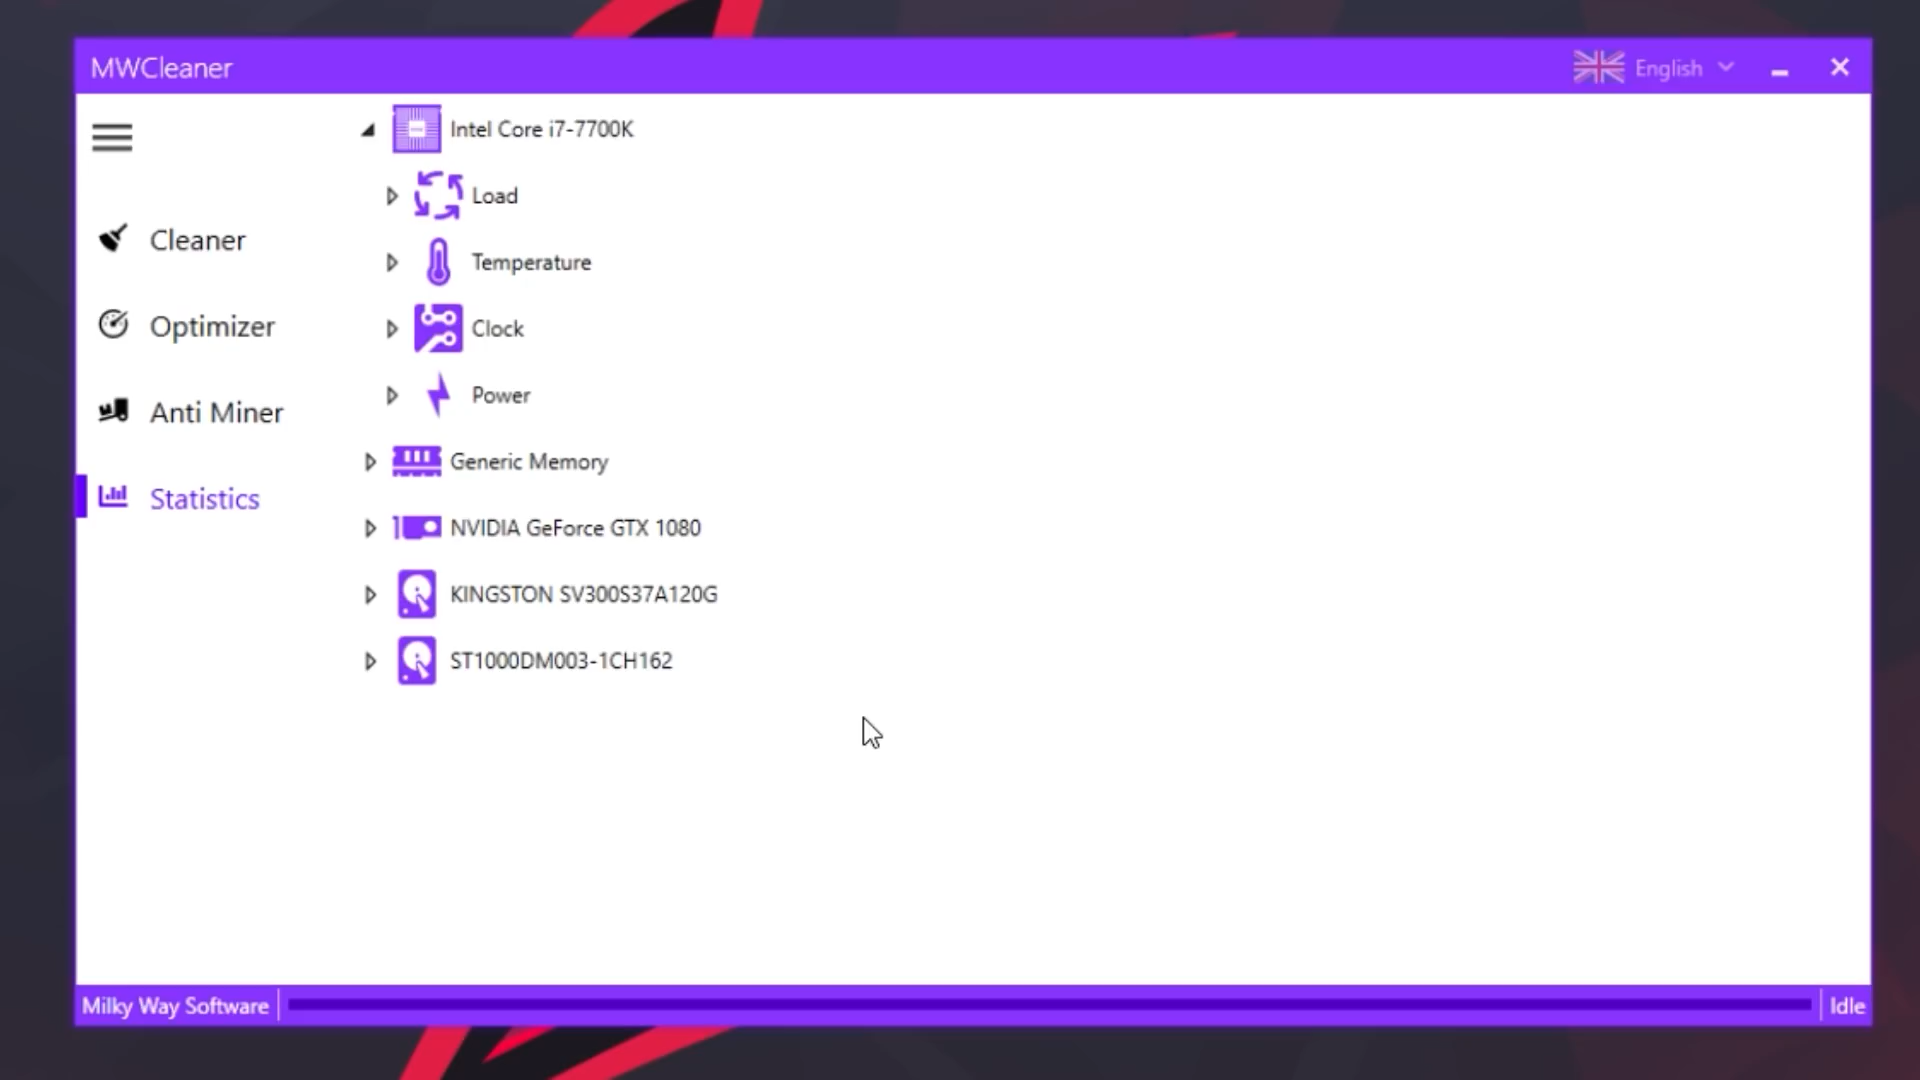 MWCleaner
English
Cleaner
Optimizer
Anti Miner
Statistics
Intel Core i7-7700K
Load
Temperature
Clock
Power
Generic Memory
NVIDIA GeForce GTX 1080
KINGSTON SV300S37A120G
ST1000DM003-1CH162
Milky Way Software
Idle